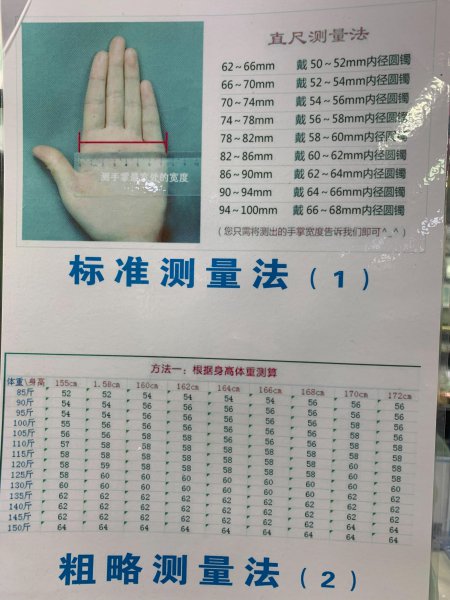 直尺测量法
62~66mm 戴 50~52mm内径圆镯
66~70mm 戴 52~54mm内径圆镯
70~74mm 戴 54~56mm内径圆镯
74~78mm 戴 56~58mm内径圆镯
78~82mm 戴 58~60mm内径圆镯
82~86mm 戴 60~62mm内径圆镯
86~90mm 戴 62~64mm内径圆镯
90~94mm 戴 64~66mm内径圆镯
94~100mm 戴 66~68mm内径圆镯
(您只需将测出的手掌宽度告诉我们即可^_^)
测手掌最宽处的宽度
标准测量法(1)
方法一:根据身高体重测算
体重\身高 155cm 1.58cm 160cm 162cm 164cm 166cm 168cm 170cm 172cm
85斤 52 52 54 54 54 56 56 56 56
90斤 54 54 54 54 54 56 56 56 56
95斤 54 54 54 56 56 56 56 56 56
100斤 55 56 56 56 56 56 56 56 58
105斤 56 56 58 58 56 56 58 58 58
110斤 57 58 58 58 58 58 58 58 58
115斤 58 58 58 58 58 58 58 58 58
120斤 58 59 58 58 58 58 60 60 60
125斤 58 60 60 60 60 60 60 60 60
130斤 60 60 60 60 60 60 60 60 60
135斤 62 62 62 62 62 62 62 62 62
140斤 62 62 62 62 62 62 62 62 62
145斤 62 62 62 62 62 62 62 62 62
150斤 64 64 64 64 64 64 64 64 64
粗略测量法(2)